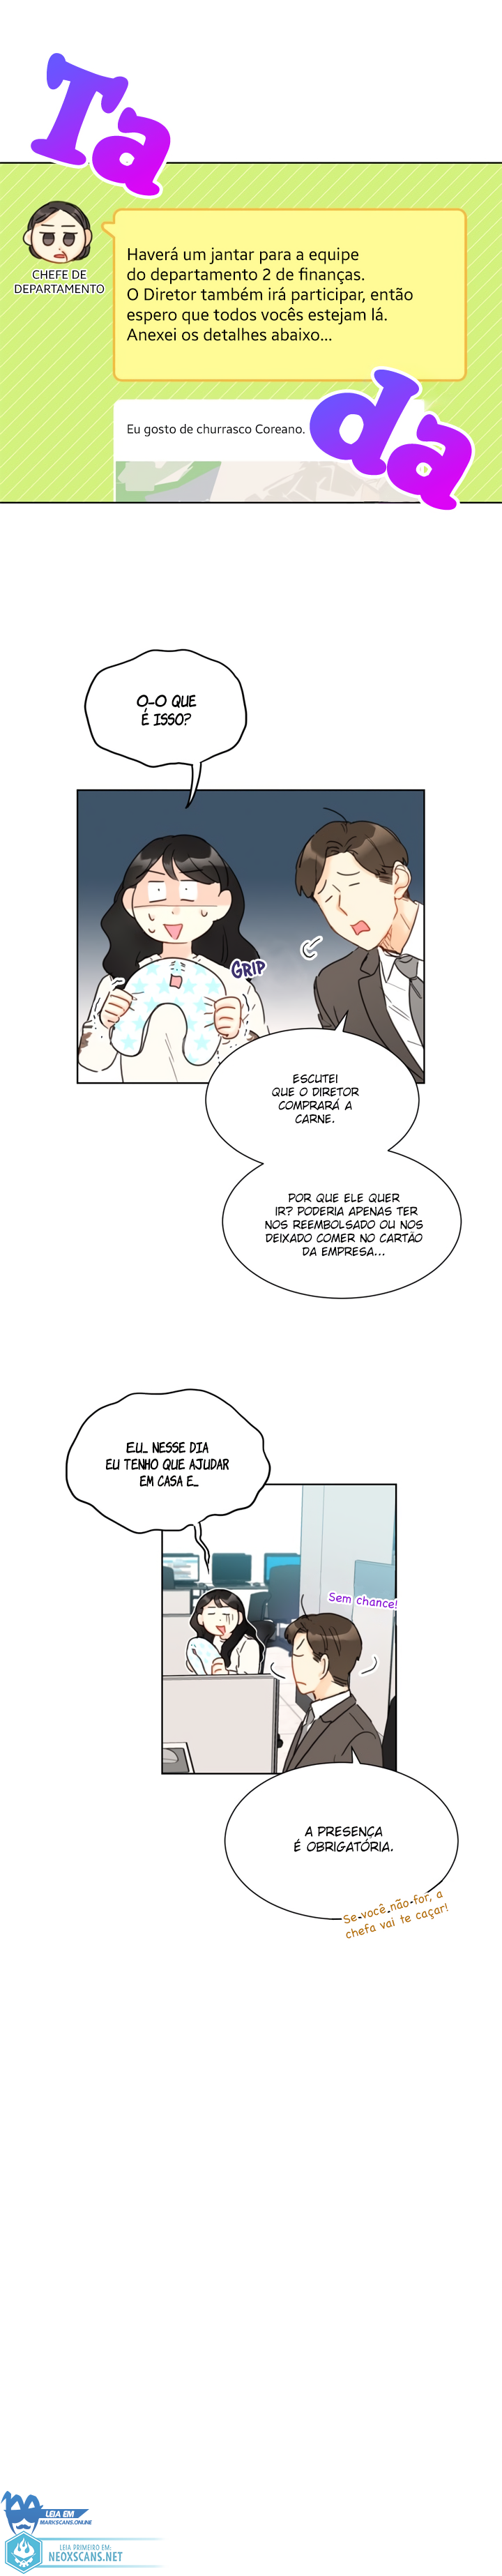 Ta
CHEFE DE
DEPARTAMENTO
Haverá um jantar para a equipe
do departamento 2 de finanças.
O Diretor também irá participar, então
espero que todos vocês estejam lá.
Anexei os detalhes abaixo...
Eu gosto de churrasco Coreano.
da
O-O QUE
É ISSO?
GRIP
ESCUTEI
QUE O DIRETOR
COMPRARÁ A
CARNE.
POR QUE ELE QUER
IR? PODERIA APENAS TER
NOS REEMBOLSADO OU NOS
DEIXADO COMER NO CARTÃO
DA EMPRESA...
EU... NESSE DIA
EU TENHO QUE AJUDAR
EM CASA E...
Sem chance!
A PRESENÇA
É OBRIGATÓRIA.
Se você não for, a
chefa vai te caçar!
LEIA EM
MARKSCANS.ONLINE
LEIA PRIMEIRO EM:
NEOXSCANS.NET